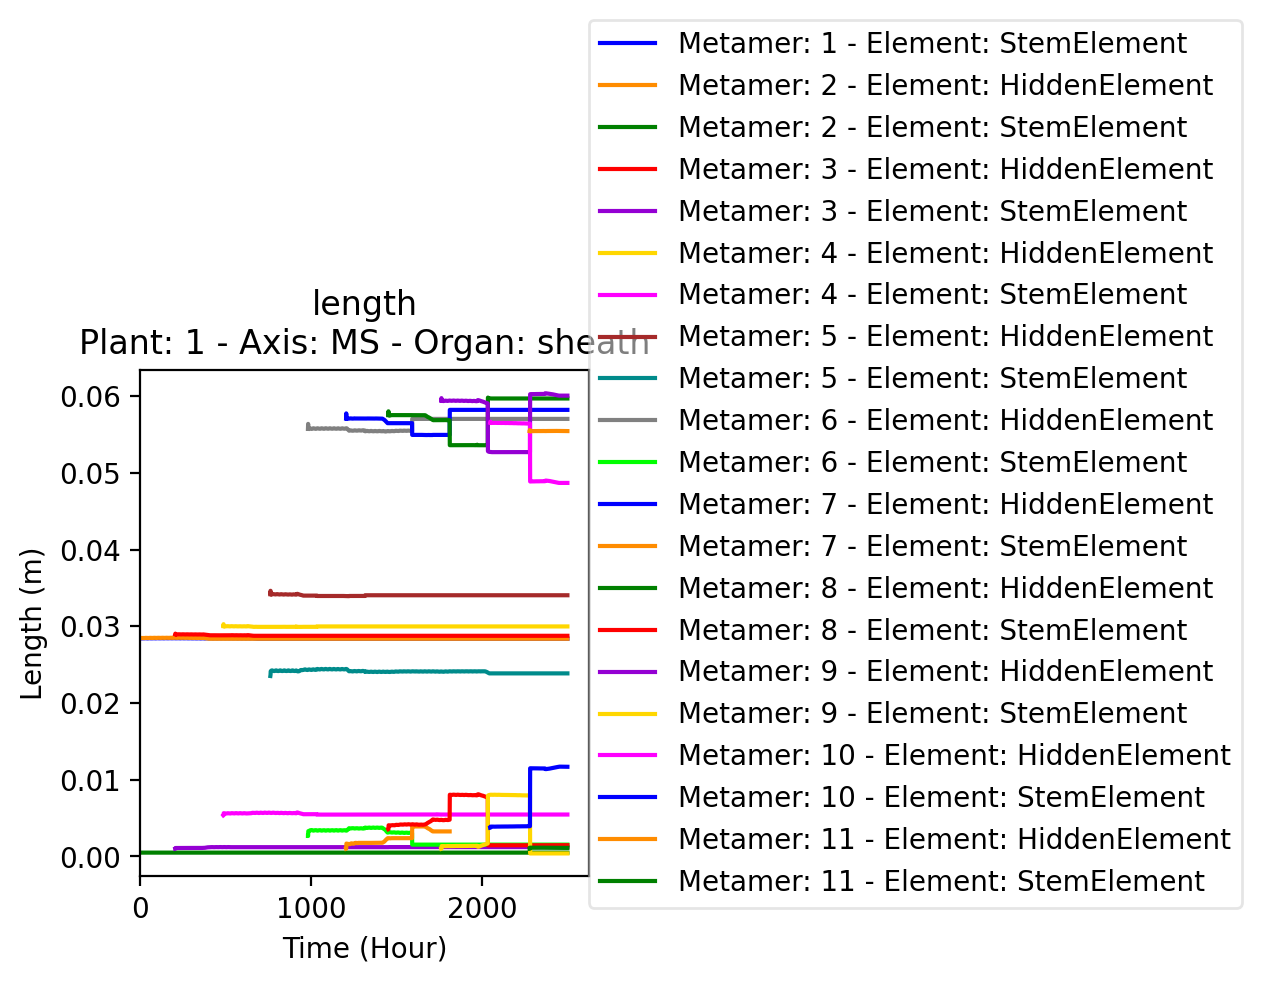 length
Plant: 1 - Axis: MS - Organ: sheath
0.06
0.05
0.04
0.03
0.02
0.01
0.00
Length (m)
0 1000 2000
Time (Hour)
Metamer: 1 - Element: StemElement
Metamer: 2 - Element: HiddenElement
Metamer: 2 - Element: StemElement
Metamer: 3 - Element: HiddenElement
Metamer: 3 - Element: StemElement
Metamer: 4 - Element: HiddenElement
Metamer: 4 - Element: StemElement
Metamer: 5 - Element: HiddenElement
Metamer: 5 - Element: StemElement
Metamer: 6 - Element: HiddenElement
Metamer: 6 - Element: StemElement
Metamer: 7 - Element: HiddenElement
Metamer: 7 - Element: StemElement
Metamer: 8 - Element: HiddenElement
Metamer: 8 - Element: StemElement
Metamer: 9 - Element: HiddenElement
Metamer: 9 - Element: StemElement
Metamer: 10 - Element: HiddenElement
Metamer: 10 - Element: StemElement
Metamer: 11 - Element: HiddenElement
Metamer: 11 - Element: StemElement